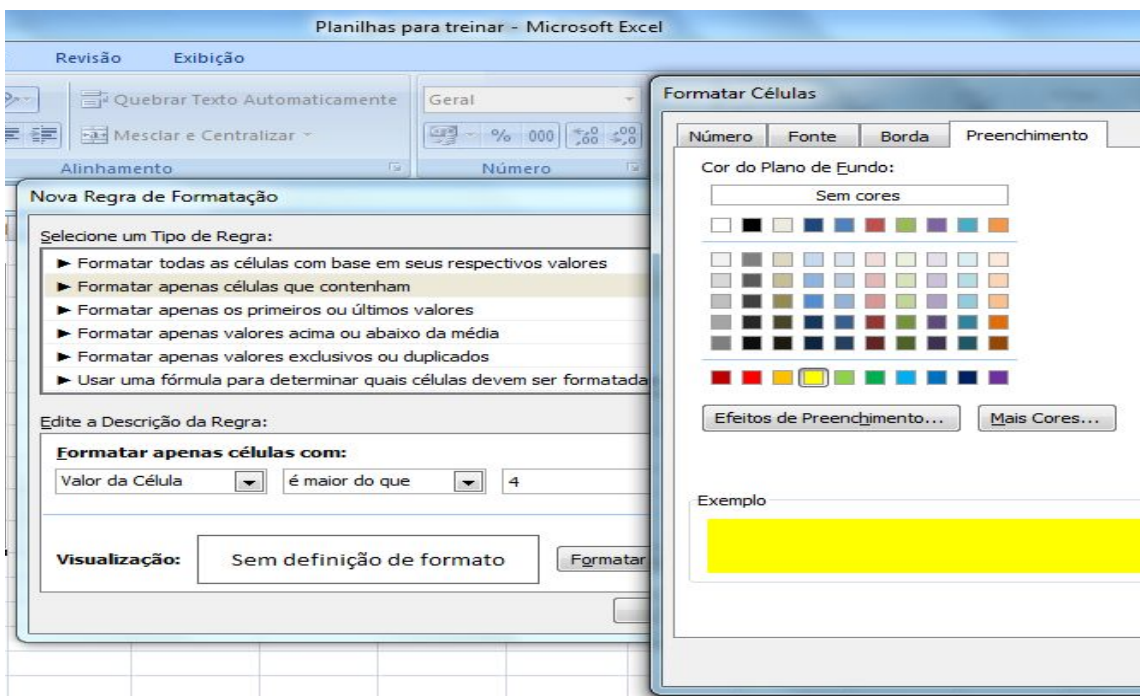 Planilhas para treinar - Microsoft Excel
Revisão Exibição
Quebrar Texto Automaticamente
Geral
Mesclar e Centralizar
% 000 ,0 ,00 ,00 ,0
Alinhamento
Número
Nova Regra de Formatação
Selecione um Tipo de Regra:
► Formatar todas as células com base em seus respectivos valores
► Formatar apenas células que contenham
► Formatar apenas os primeiros ou últimos valores
► Formatar apenas valores acima ou abaixo da média
► Formatar apenas valores exclusivos ou duplicados
► Usar uma fórmula para determinar quais células devem ser formatada
Edite a Descrição da Regra:
Formatar apenas células com:
Valor da Célula é maior do que 4
Visualização: Sem definição de formato Formatar
Formatar Células
Número Fonte Borda Preenchimento
Cor do Plano de Fundo:
Sem cores
Efeitos de Preenchimento... Mais Cores...
Exemplo